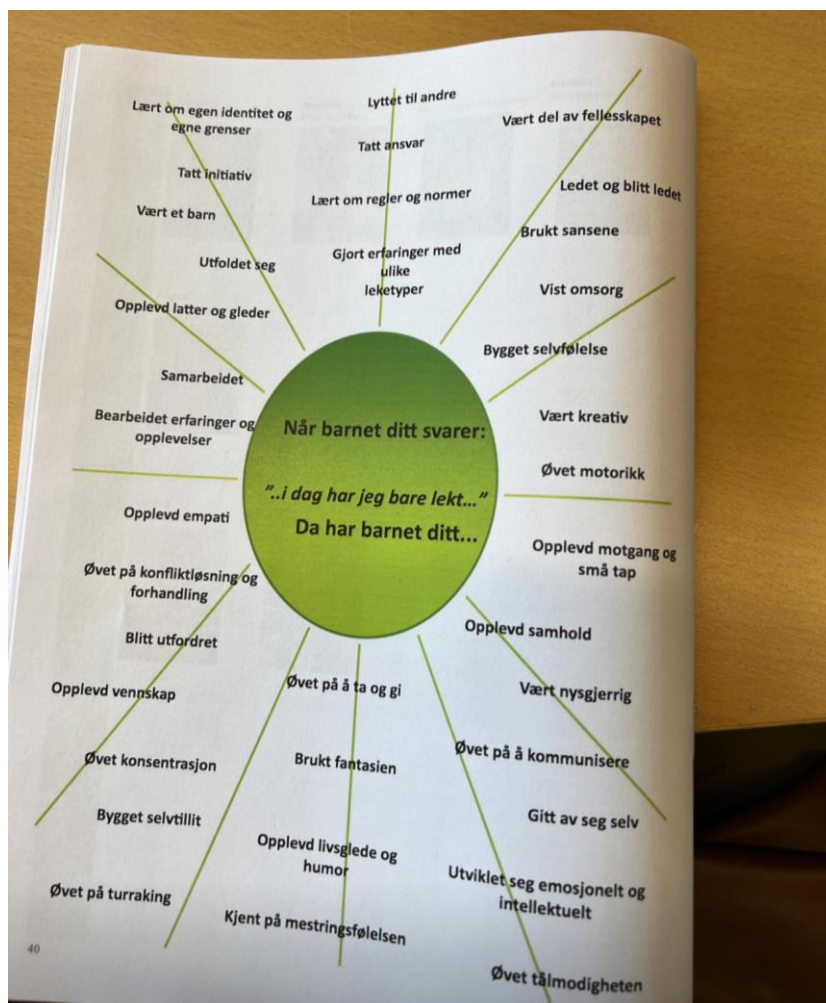 Lært om egen identitet og
egne grenser
Tatt initiativ
Vært et barn
Utfoldet seg
Opplevd latter og gleder
Samarbeidet
Bearbeidet erfaringer og
opplevelser
Lyttet til andre
Tatt ansvar
Lært om regler og normer
Gjort erfaringer med
ulike
leketyper
Vært del av fellesskapet
Ledet og blitt ledet
Brukt sansene
Vist omsorg
Bygget selvfølelse
Vært kreativ
Øvet motorikk
Når barnet ditt svarer:
”..i dag har jeg bare lekt...”
Da har barnet ditt...
Opplevd empati
Øvet på konfliktløsning og
forhandling
Blitt utfordret
Opplevd vennskap
Øvet konsentrasjon
Bygget selvtillit
Øvet på turraking
Øvet på å ta og gi
Brukt fantasien
Opplevd livsglede og
humor
Kjent på mestringsfølelsen
Opplevd motgang og
små tap
Opplevd samhold
Vært nysgjerrig
Øvet på å kommunisere
Gitt av seg selv
Utviklet seg emosjonelt og
intellektuelt
Øvet tålmodigheten
40